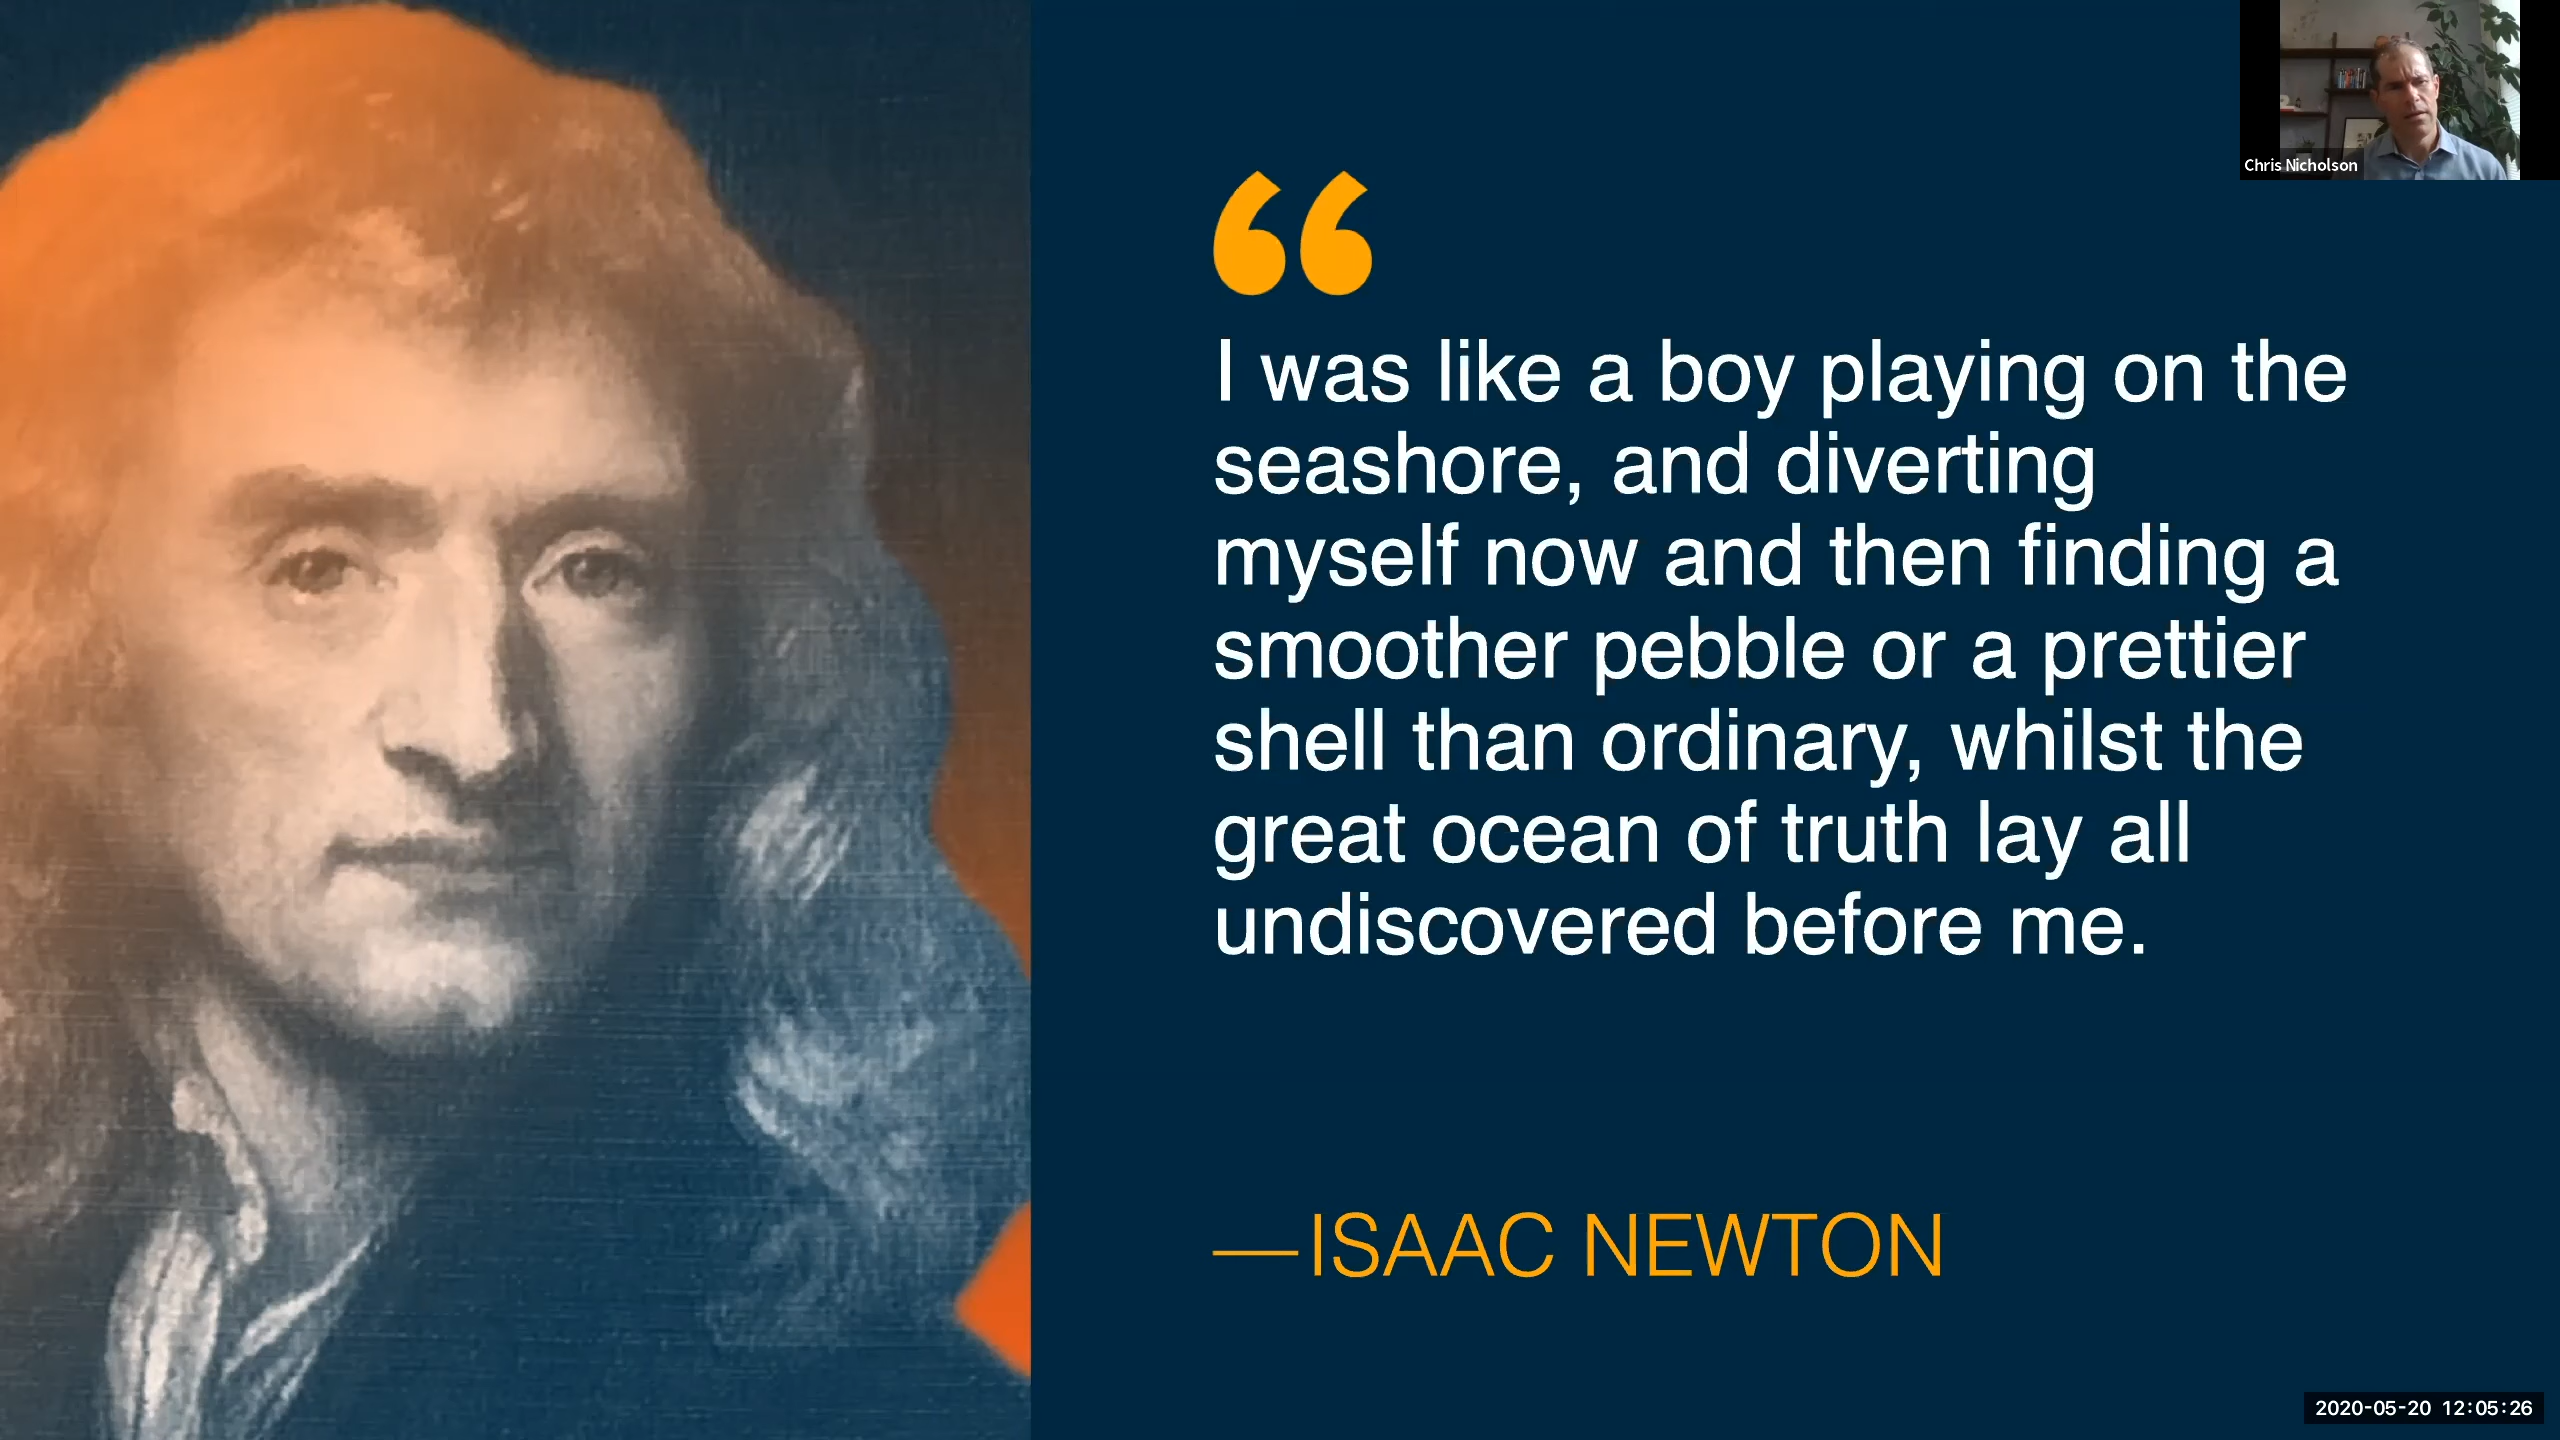 Chris Nicholson
“
I was like a boy playing on the
seashore, and diverting
myself now and then finding a
smoother pebble or a prettier
shell than ordinary, whilst the
great ocean of truth lay all
undiscovered before me.
—ISAAC NEWTON
2020-05-20 12:05:26